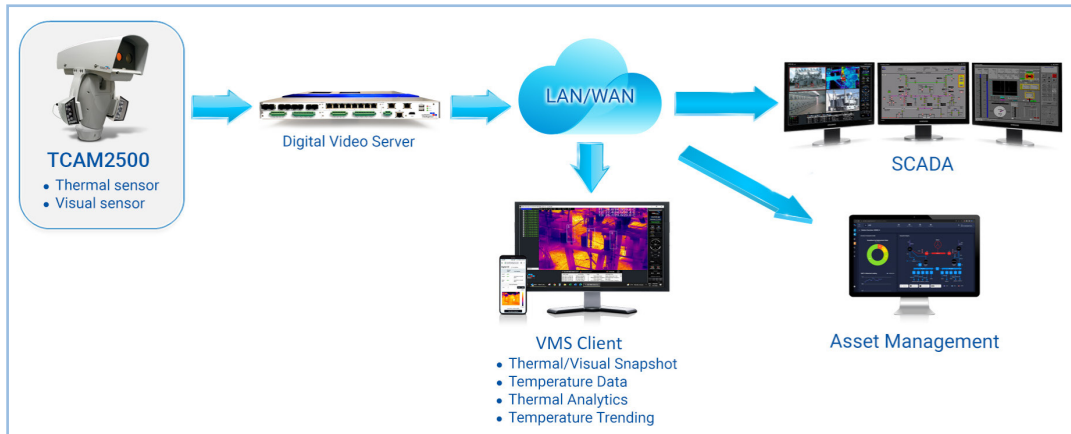 TCAM2500
• Thermal sensor
• Visual sensor
Digital Video Server
LAN/WAN
SCADA
VMS Client
• Thermal/Visual Snapshot
• Temperature Data
• Thermal Analytics
• Temperature Trending
Asset Management